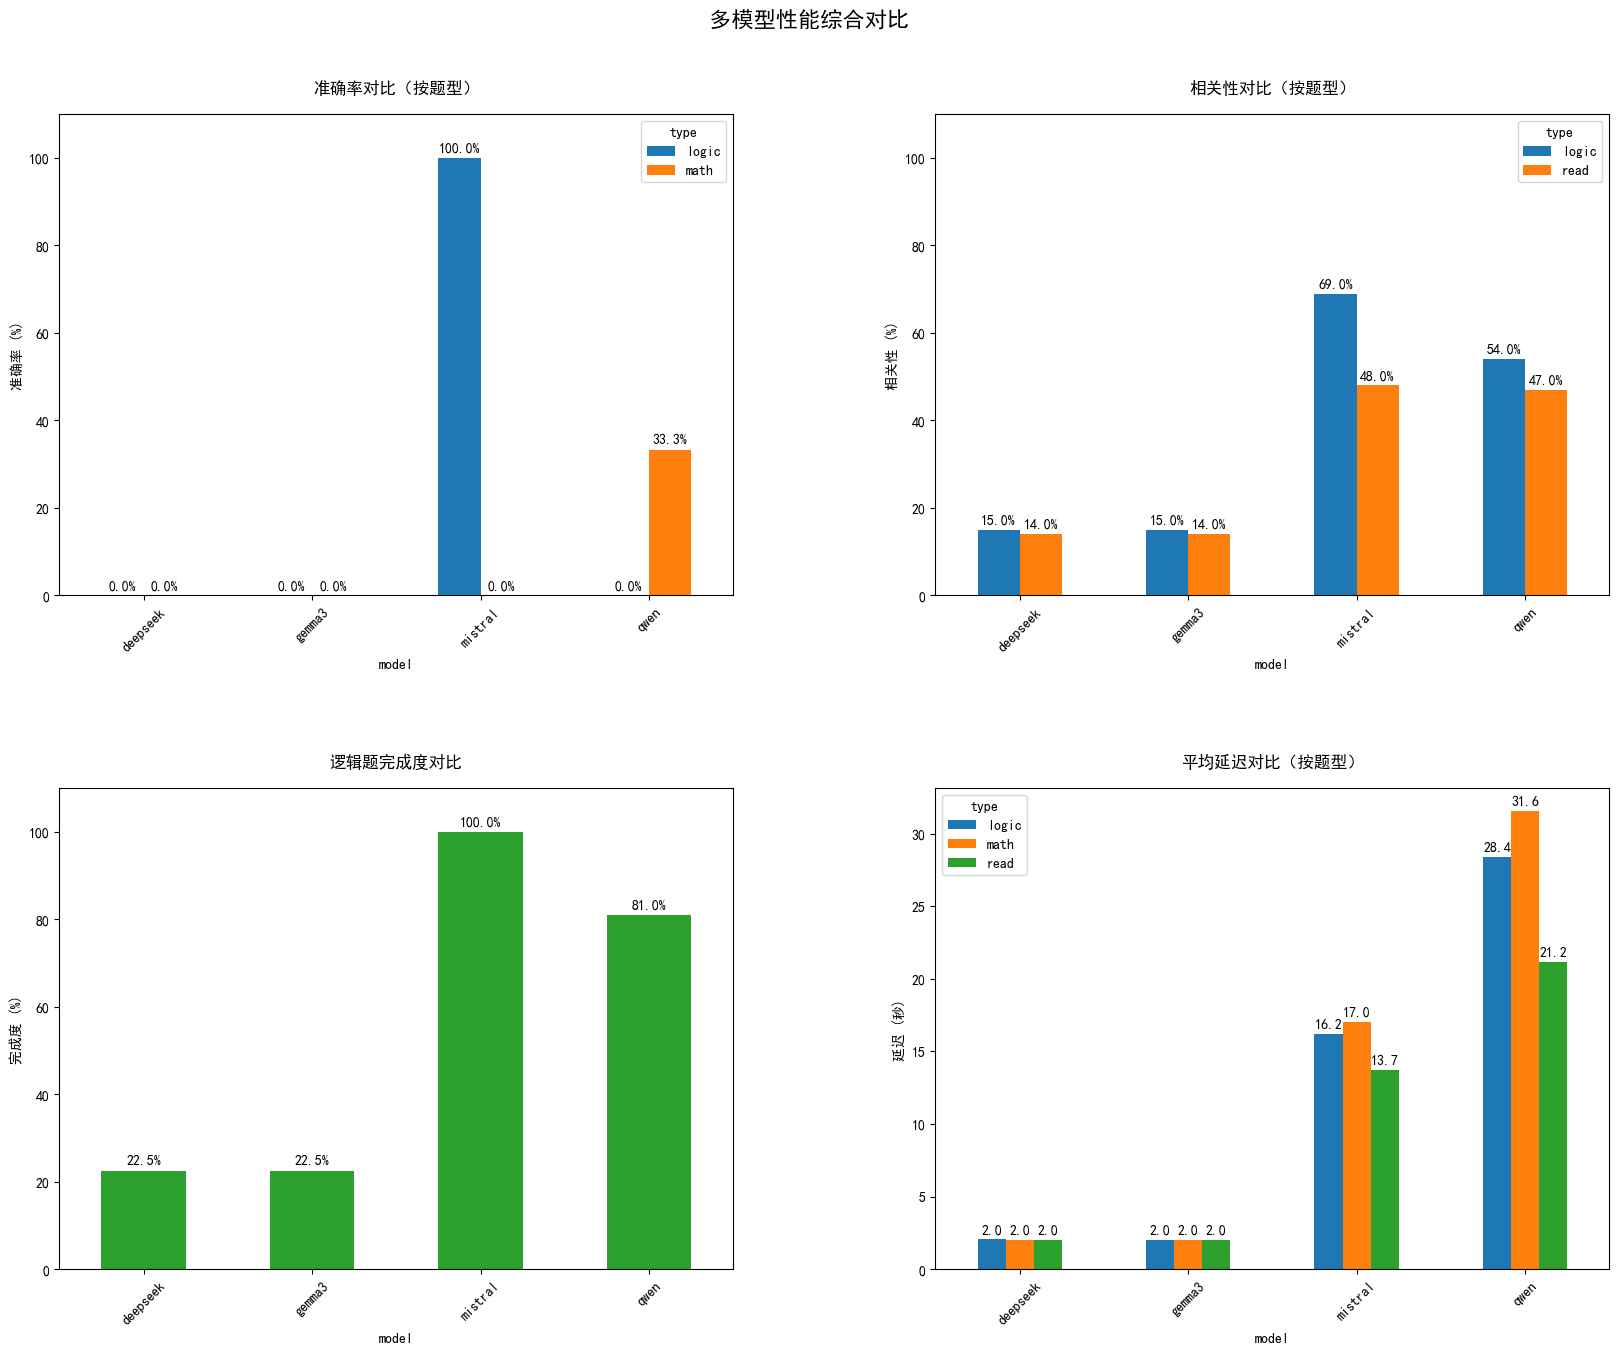 多模型性能综合对比
准确率对比（按题型）
type
logic
math
准确率 (%)
100
80
60
40
20
0
0.0%
0.0%
0.0%
0.0%
100.0%
0.0%
0.0%
33.3%
deepseek
gemma3
mistral
qwen
model
相关性对比（按题型）
type
logic
read
相关性 (%)
100
80
60
40
20
0
15.0%
14.0%
15.0%
14.0%
69.0%
48.0%
54.0%
47.0%
deepseek
gemma3
mistral
qwen
model
逻辑题完成度对比
完成度 (%)
100
80
60
40
20
0
22.5%
22.5%
100.0%
81.0%
deepseek
gemma3
mistral
qwen
model
平均延迟对比（按题型）
type
logic
math
read
延迟 (秒)
30
25
20
15
10
5
0
2.0
2.0
2.0
2.0
2.0
2.0
16.2
17.0
13.7
28.4
31.6
21.2
deepseek
gemma3
mistral
qwen
model